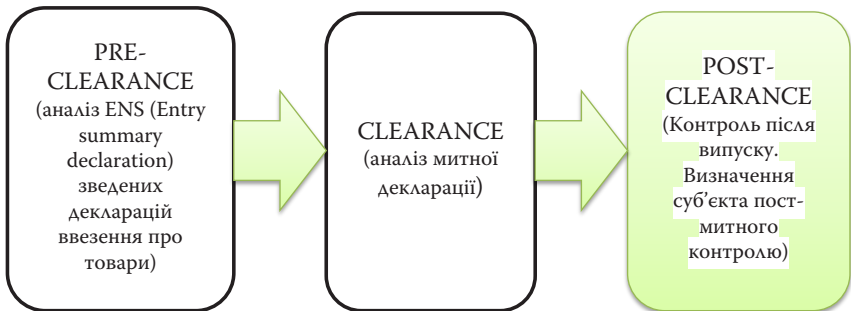 PRE-
CLEARANCE
(аналіз ENS (Entry
summary
declaration)
зведених
декларацій
ввезення про
товари)
CLEARANCE
(аналіз митної
декларації)
POST-
CLEARANCE
(Контроль після
випуску.
Визначення
суб’єкта пост-
митного
контролю)